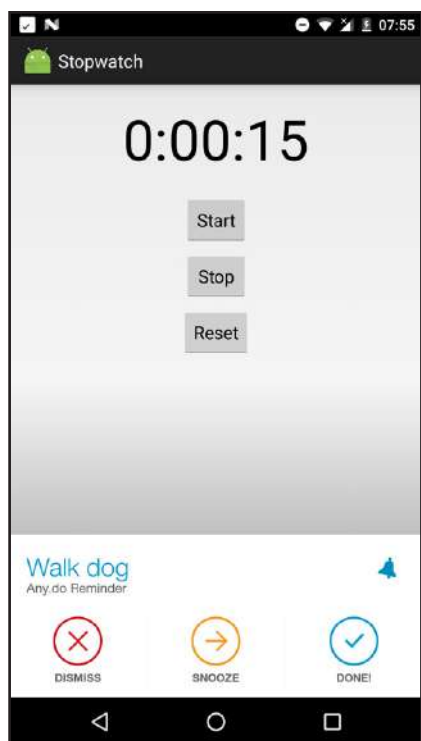 07:55
Stopwatch
0:00:15
Start
Stop
Reset
Walk dog
Any.do Reminder
DISMISS
SNOOZE
DONE!